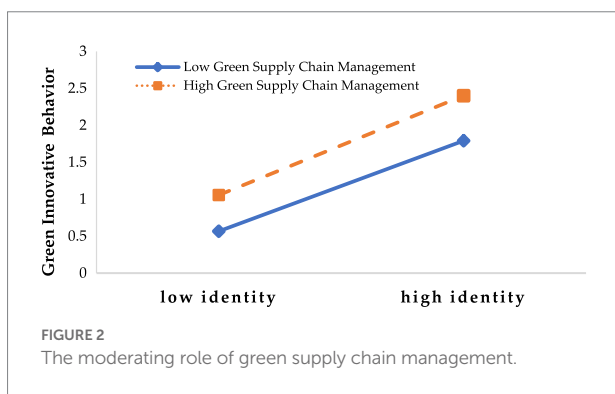 3
2.5
2
1.5
1
0.5
0
Green Innovative Behavior
Low Green Supply Chain Management
High Green Supply Chain Management
low identity high identity
FIGURE 2
The moderating role of green supply chain management.